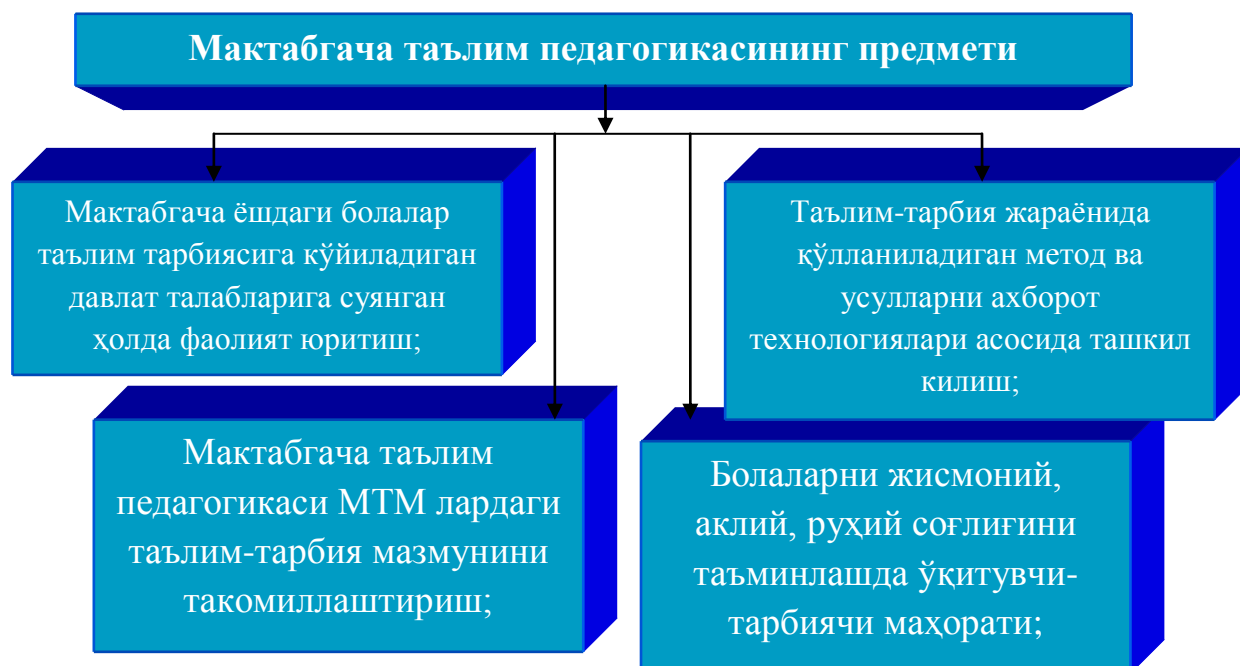 Мактабгача таълим педагогикасининг предмети
Мактабгача ёшдаги болалар
таълим тарбиясига кўйиладиган
давлат талабларига суянган
ҳолда фаолият юритиш;
Таълим-тарбия жараёнида
қўлланиладиган метод ва
усулларни ахборот
технологиялари асосида ташкил
килиш;
Мактабгача таълим
педагогикаси МТМ лардаги
таълим-тарбия мазмунини
такомиллаштириш;
Болаларни жисмоний,
аклий, руҳий соғлиғини
таъминлашда ўқитувчи-
тарбиячи маҳорати;